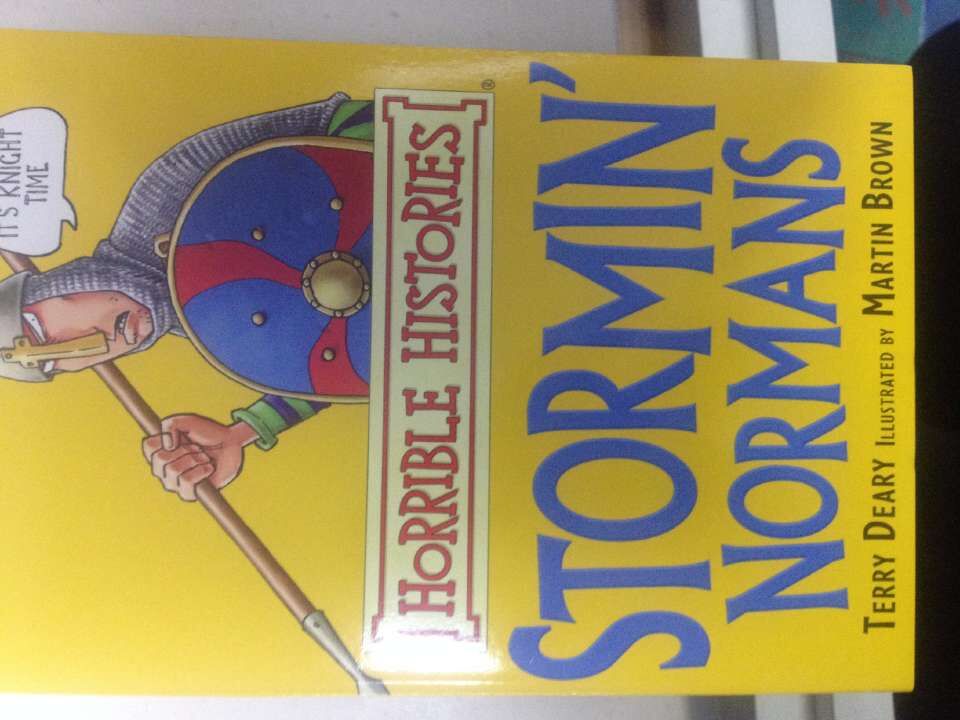 IT'S KNIGHT
TIME
HORRIBLE HISTORIES®
STORMIN'
NORMANS
TERRY DEARY ILLUSTRATED BY MARTIN BROWN